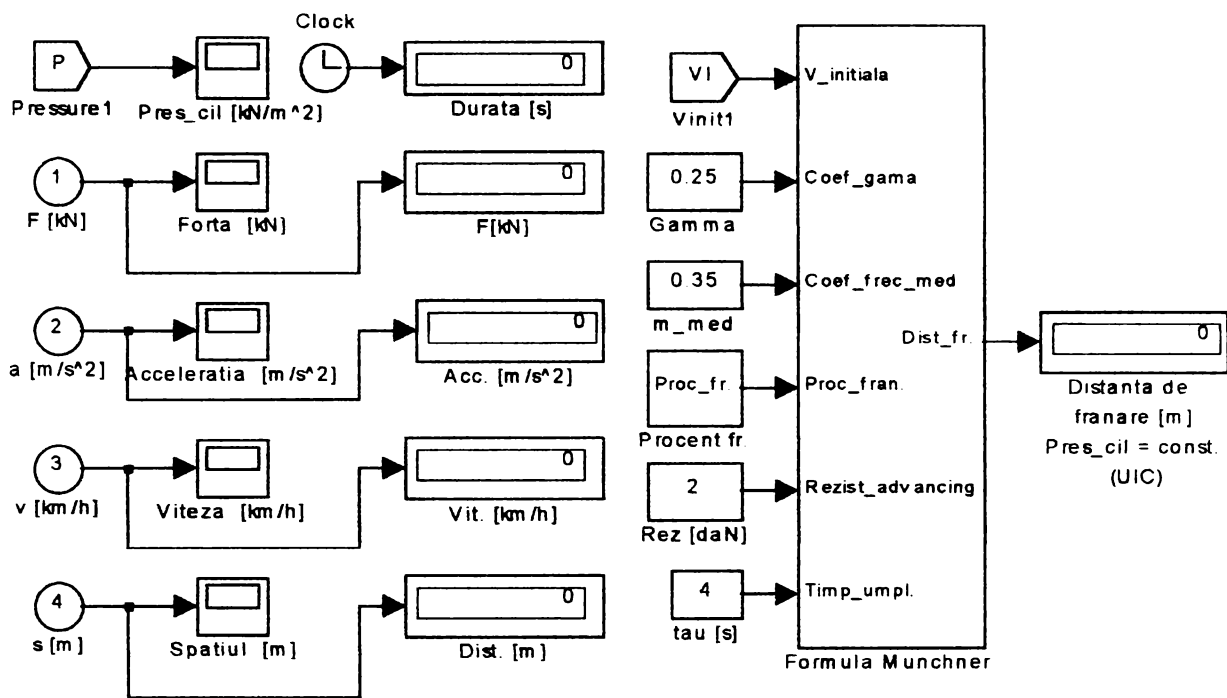 Clock
P
0
Pressure1
Pres_cil [kN/m^2]
Durata [s]
1
0
F [kN]
Forta [kN]
F[kN]
2
0
a [m/s^2]
Acceleratia [m/s^2]
Acc. [m/s^2]
3
0
v [km/h]
Viteza [km/h]
Vit. [km/h]
4
0
s [m]
Spatiul [m]
Dist. [m]
VI
V_initiala
Vinit1
0.25
Coef_gama
Gamma
0.35
Coef_frec_med
m_med
Dist_fr.
0
Proc_fr.
Proc_fran.
Procent fr.
Distanta de
franare [m]
Pres_cil = const.
(UIC)
2
Rezist_advancing
Rez [daN]
4
Timp_umpl.
tau [s]
Formula Munchner